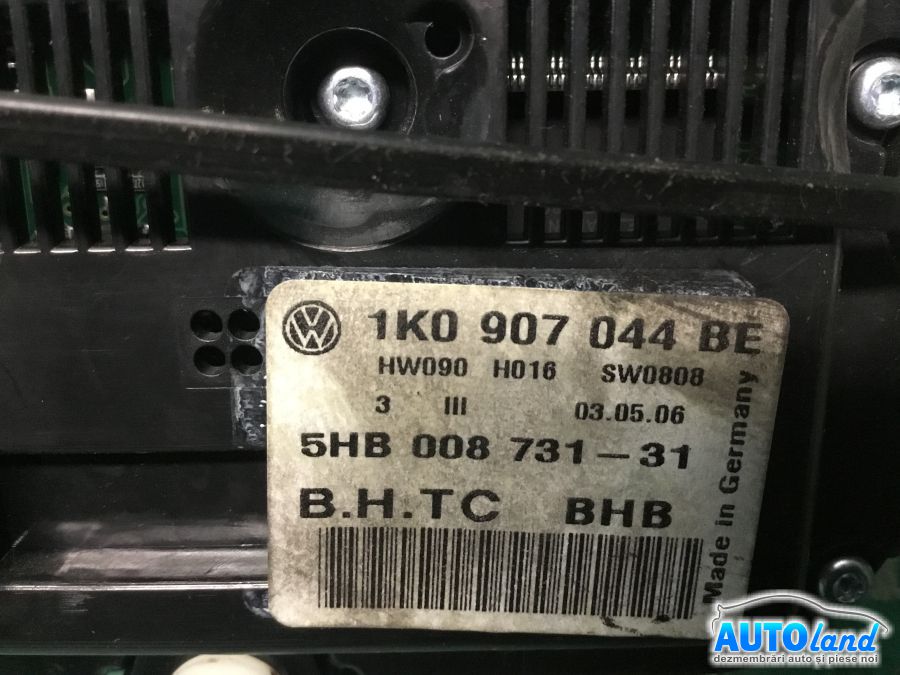 VW 1K0 907 044 BE
HW090 H016 SW0808
3 III 03.05.06
5HB 008 731-31
B.H.TC BHB
Made in Germany
AUTOland
dezmembrări auto și piese noi